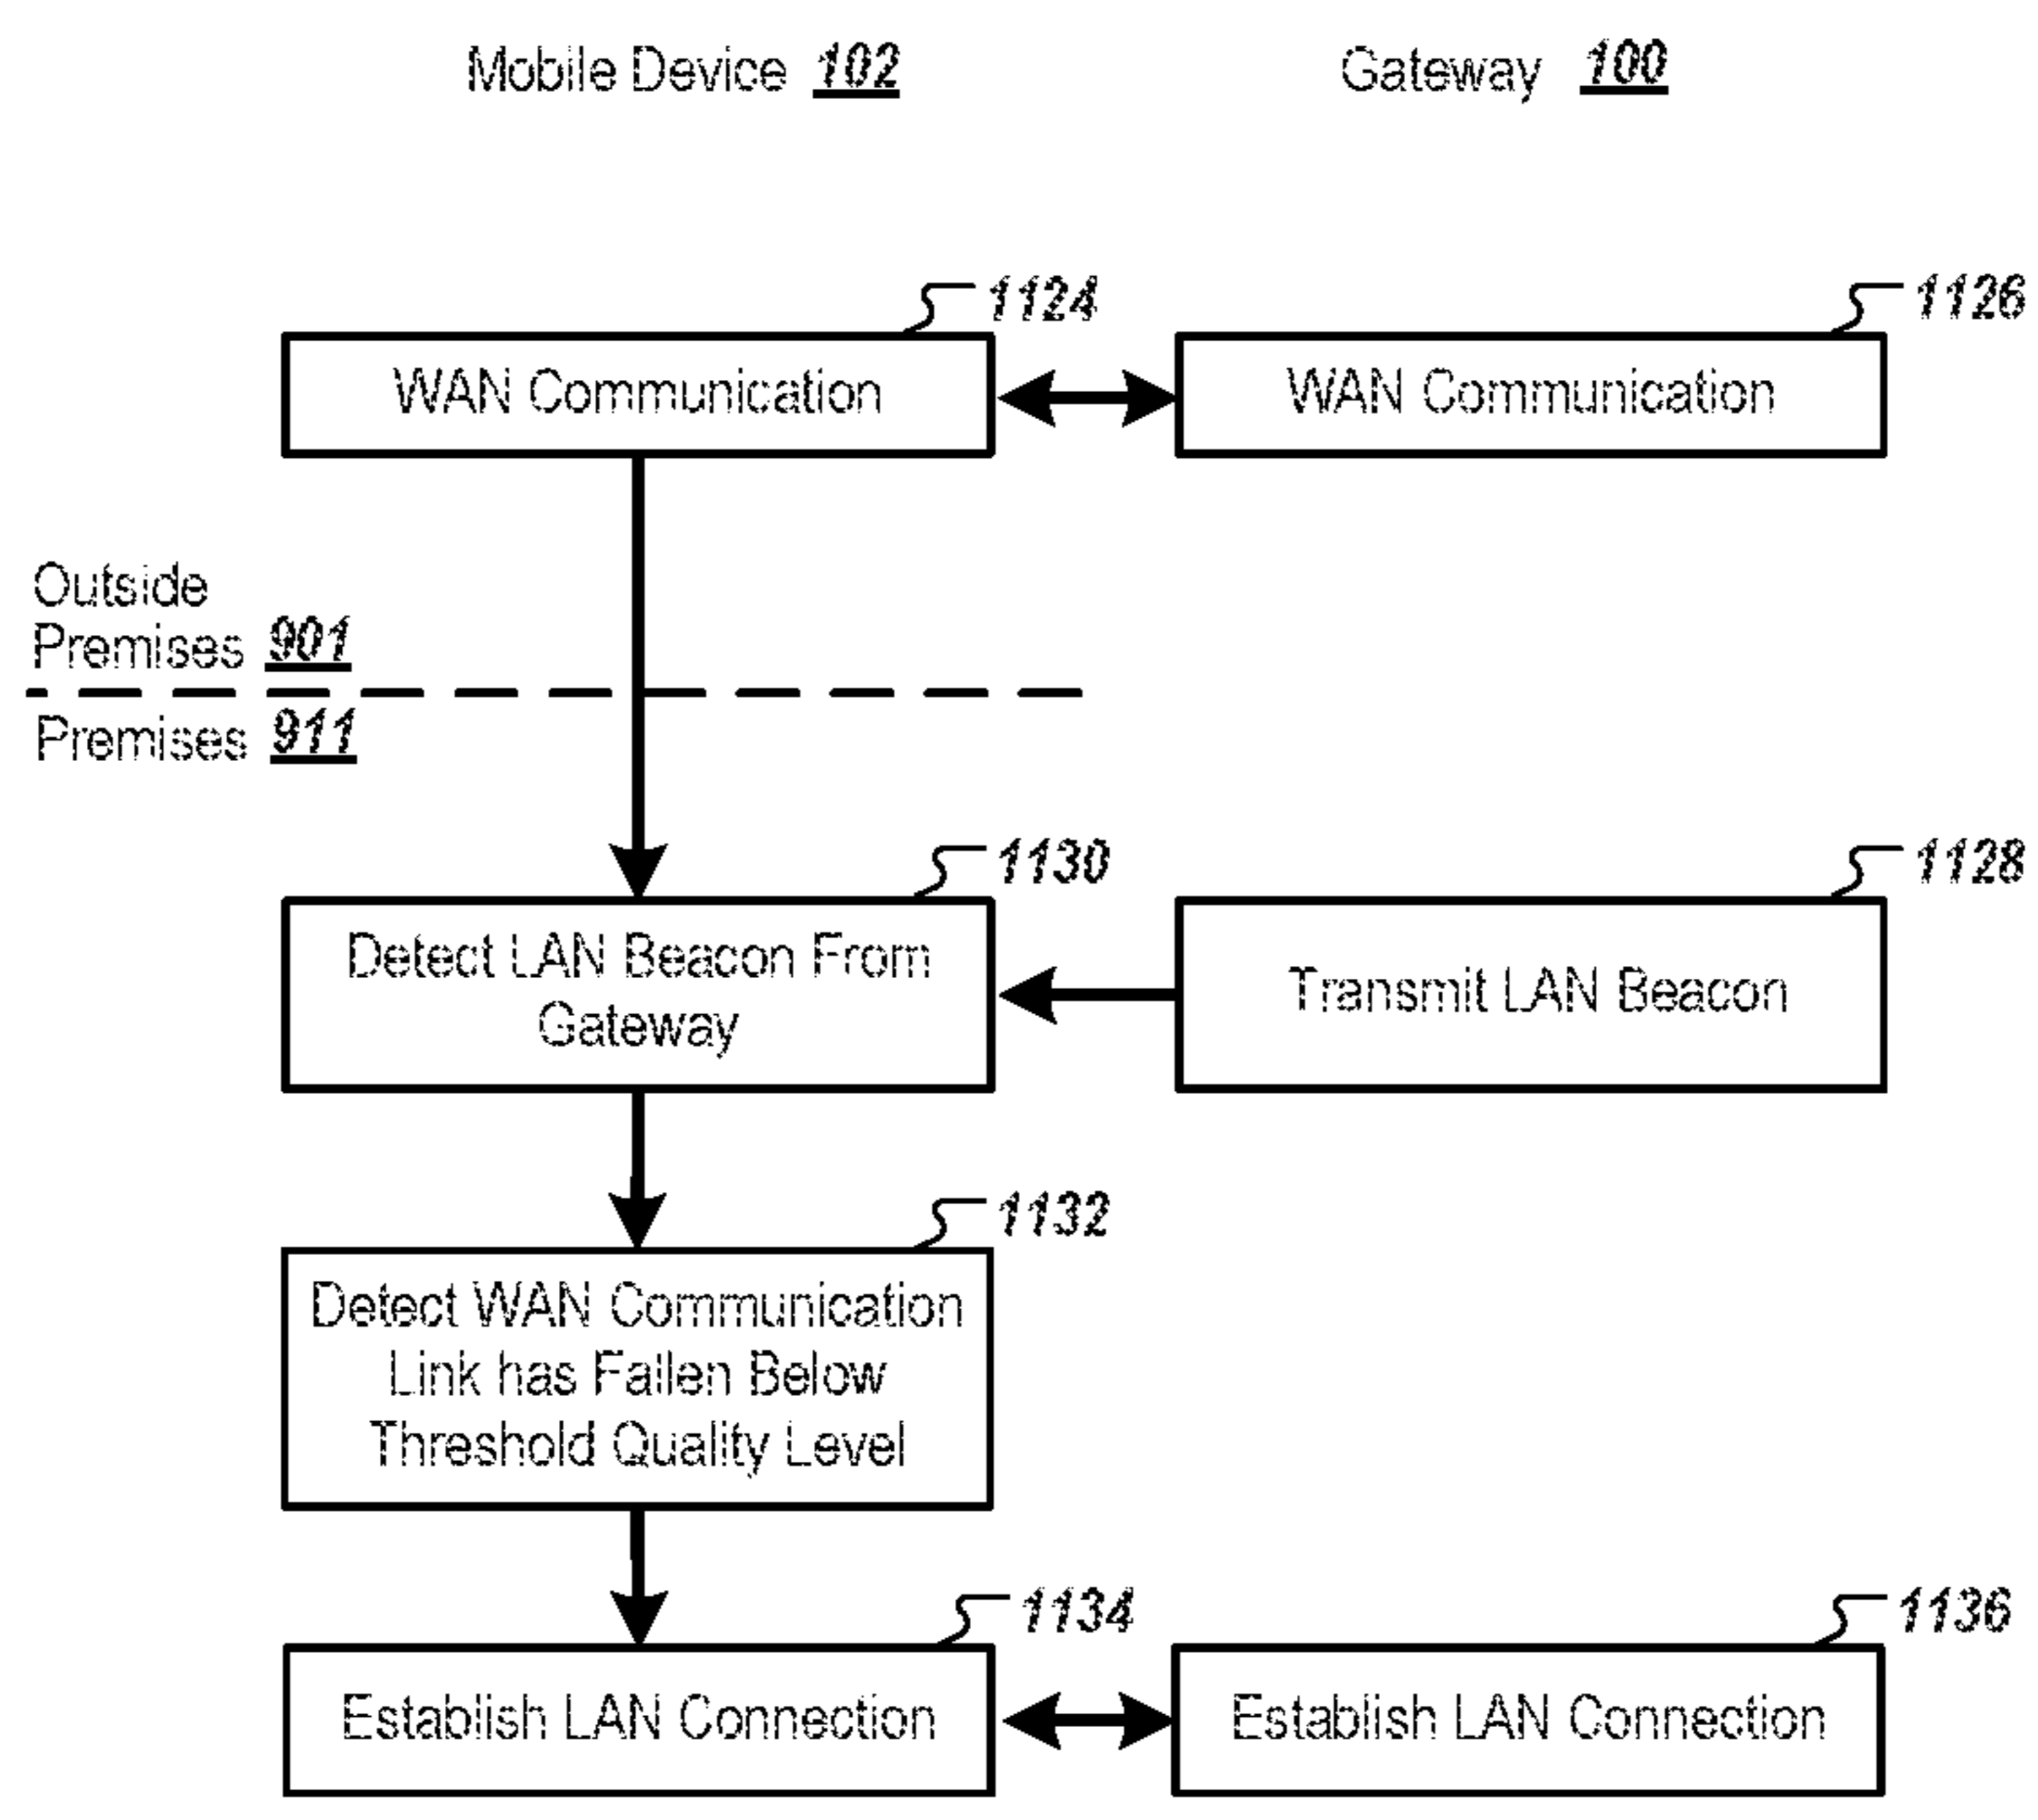 Mobile Device 102
Gateway 100
1124
1126
WAN Communication
WAN Communication
Outside
Premises 901
Premises 911
1130
1128
Detect LAN Beacon From
Gateway
Transmit LAN Beacon
1132
Detect WAN Communication
Link has Fallen Below
Threshold Quality Level
1134
1136
Establish LAN Connection
Establish LAN Connection